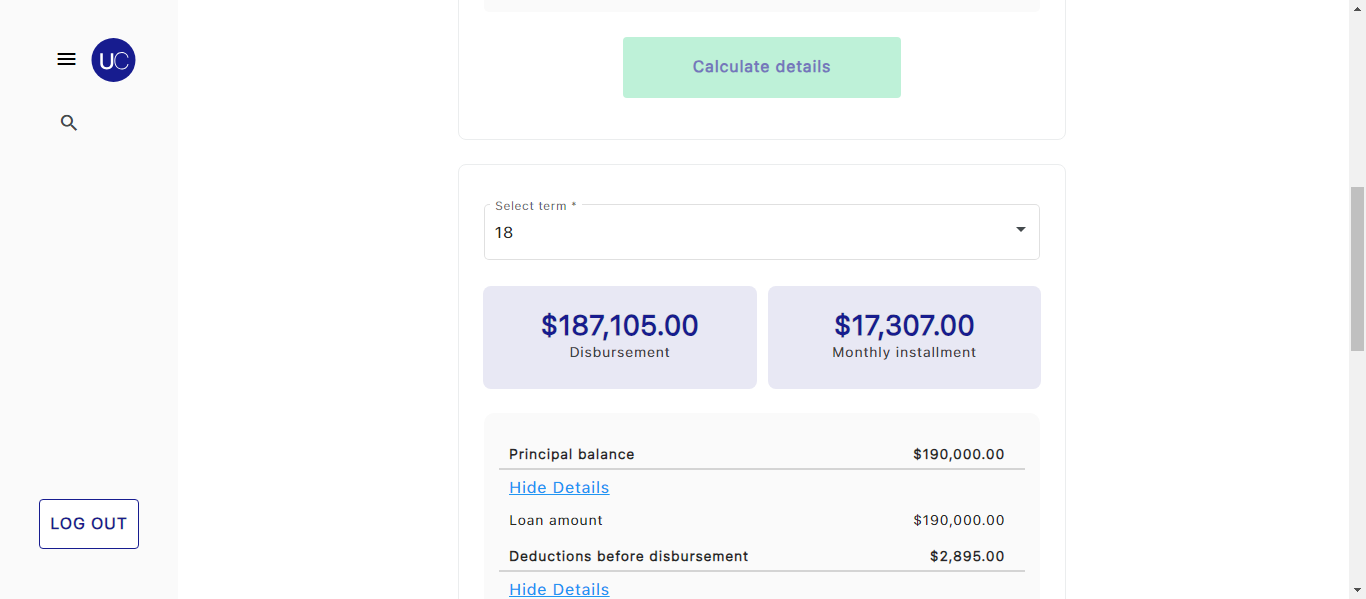 UC
Calculate details
Select term *
18
$187,105.00
Disbursement
$17,307.00
Monthly installment
Principal balance $190,000.00
Hide Details
Loan amount $190,000.00
LOG OUT
Deductions before disbursement $2,895.00
Hide Details